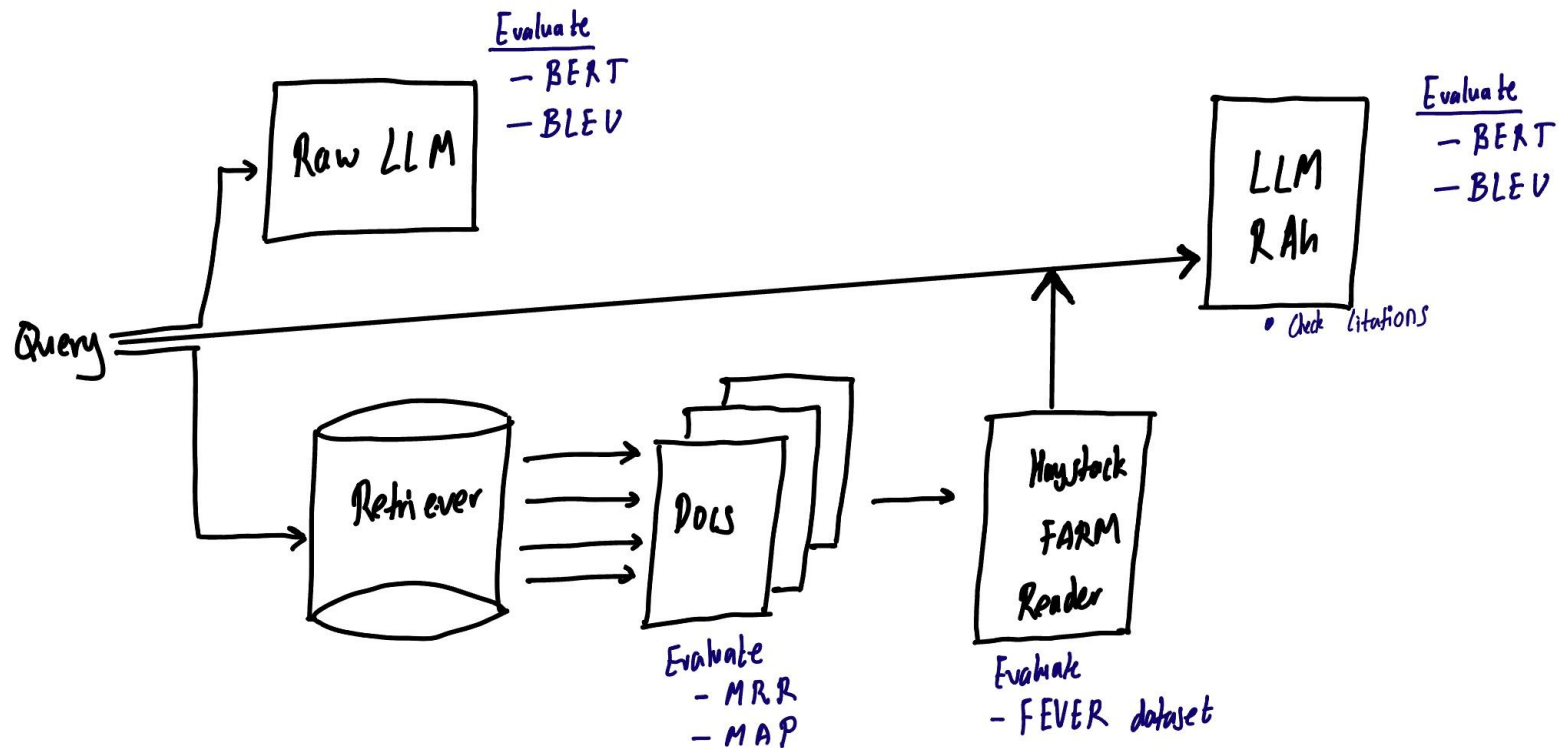 Evaluate
- BERT
- BLEU
Raw LLM
Evaluate
- BERT
- BLEU
LLM
RAG
• Check Citations
Query
Retriever
Docs
Haystack
FARM
Reader
Evaluate
- MRR
- MAP
Evaluate
- FEVER dataset